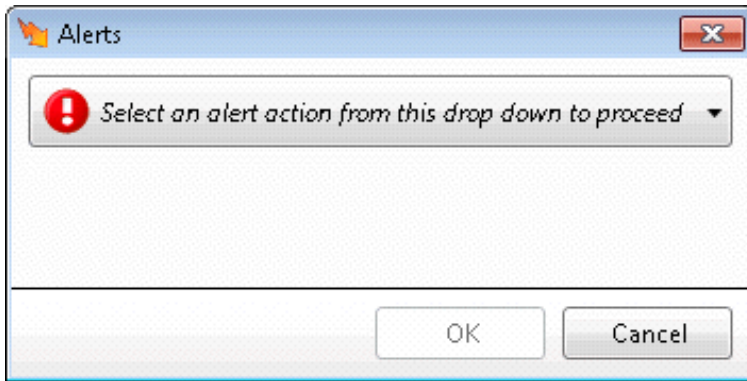 Alerts
Select an alert action from this drop down to proceed
OK
Cancel